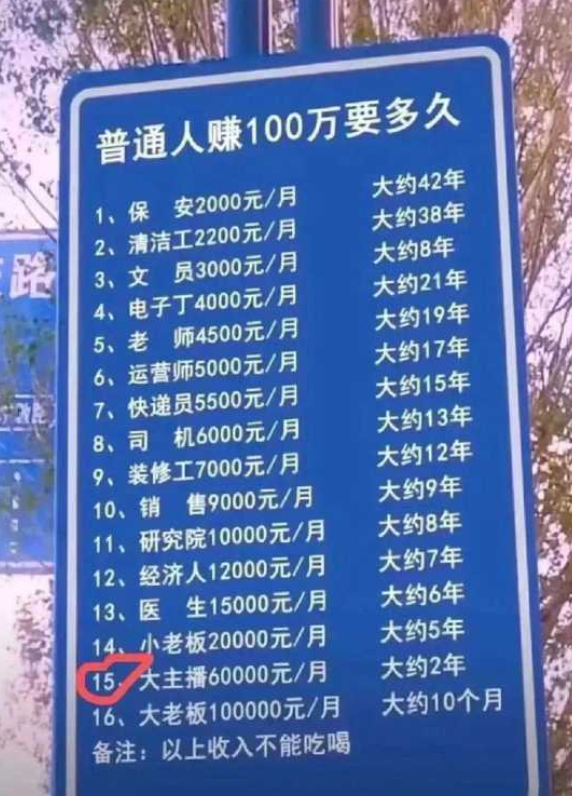 普通人赚100万要多久
1、保 安2000元/月 大约42年
2、清洁工2200元/月 大约38年
3、文 员3000元/月 大约8年
4、电子丁4000元/月 大约21年
5、老 师4500元/月 大约19年
6、运营师5000元/月 大约17年
7、快递员5500元/月 大约15年
8、司 机6000元/月 大约13年
9、装修工7000元/月 大约12年
10、销 售9000元/月 大约9年
11、研究院10000元/月 大约8年
12、经济人12000元/月 大约7年
13、医 生15000元/月 大约6年
14、小老板20000元/月 大约5年
15、大主播60000元/月 大约2年
16、大老板100000元/月 大约10个月
备注：以上收入不能吃喝
路